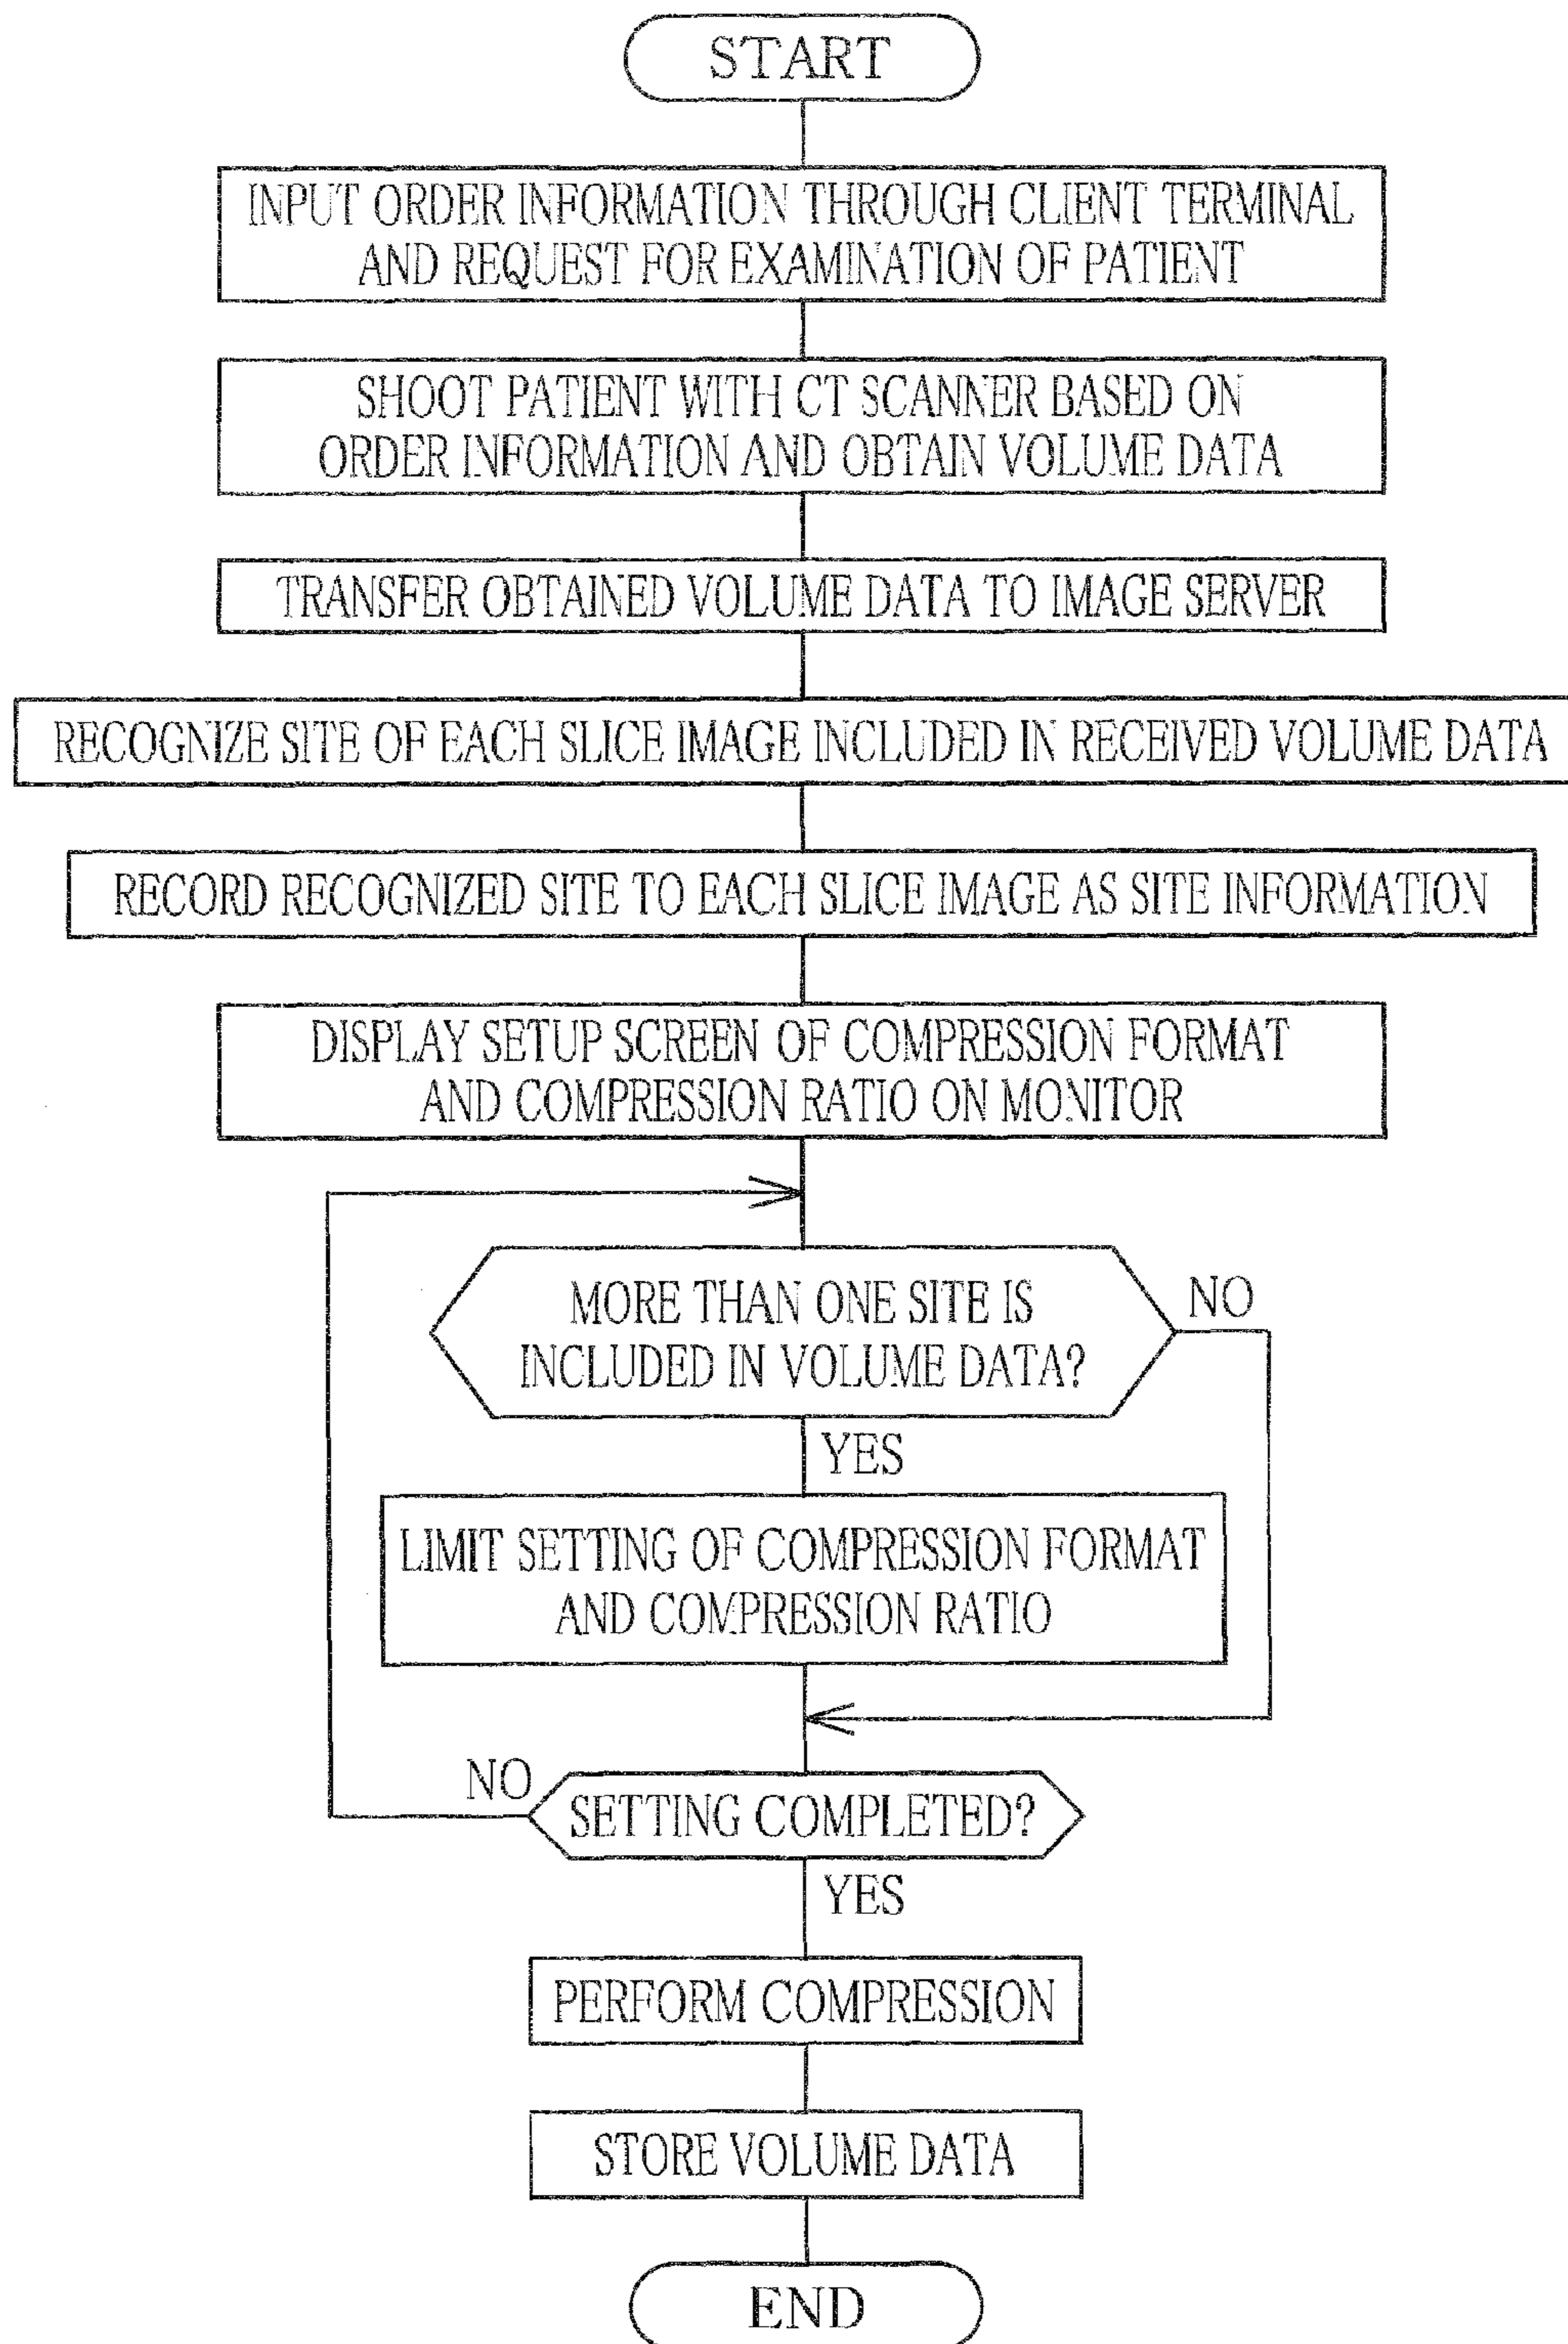 START
INPUT ORDER INFORMATION THROUGH CLIENT TERMINAL
AND REQUEST FOR EXAMINATION OF PATIENT
SHOOT PATIENT WITH CT SCANNER BASED ON
ORDER INFORMATION AND OBTAIN VOLUME DATA
TRANSFER OBTAINED VOLUME DATA TO IMAGE SERVER
RECOGNIZE SITE OF EACH SLICE IMAGE INCLUDED IN RECEIVED VOLUME DATA
RECORD RECOGNIZED SITE TO EACH SLICE IMAGE AS SITE INFORMATION
DISPLAY SETUP SCREEN OF COMPRESSION FORMAT
AND COMPRESSION RATIO ON MONITOR
MORE THAN ONE SITE IS
INCLUDED IN VOLUME DATA?
NO
YES
LIMIT SETTING OF COMPRESSION FORMAT
AND COMPRESSION RATIO
NO
SETTING COMPLETED?
YES
PERFORM COMPRESSION
STORE VOLUME DATA
END